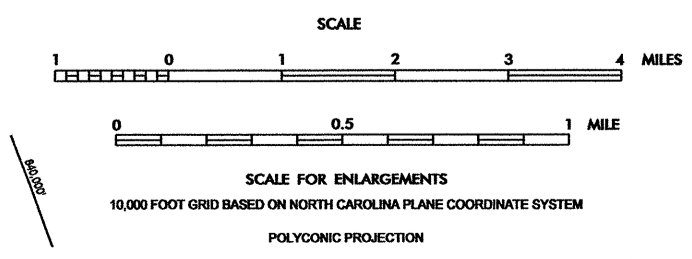 SCALE
1 0 1 2 3 4 MILES
0 0.5 1 MILE
640,000"
SCALE FOR ENLARGEMENTS
10,000 FOOT GRID BASED ON NORTH CAROLINA PLANE COORDINATE SYSTEM
POLYCONIC PROJECTION